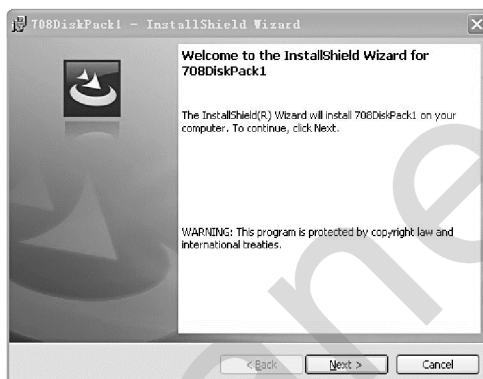 708DiskPack1 - InstallShield Wizard
Welcome to the InstallShield Wizard for
708DiskPack1
The InstallShield(R) Wizard will install 708DiskPack1 on your
computer. To continue, click Next.
WARNING: This program is protected by copyright law and
international treaties.
< Back
Next >
Cancel